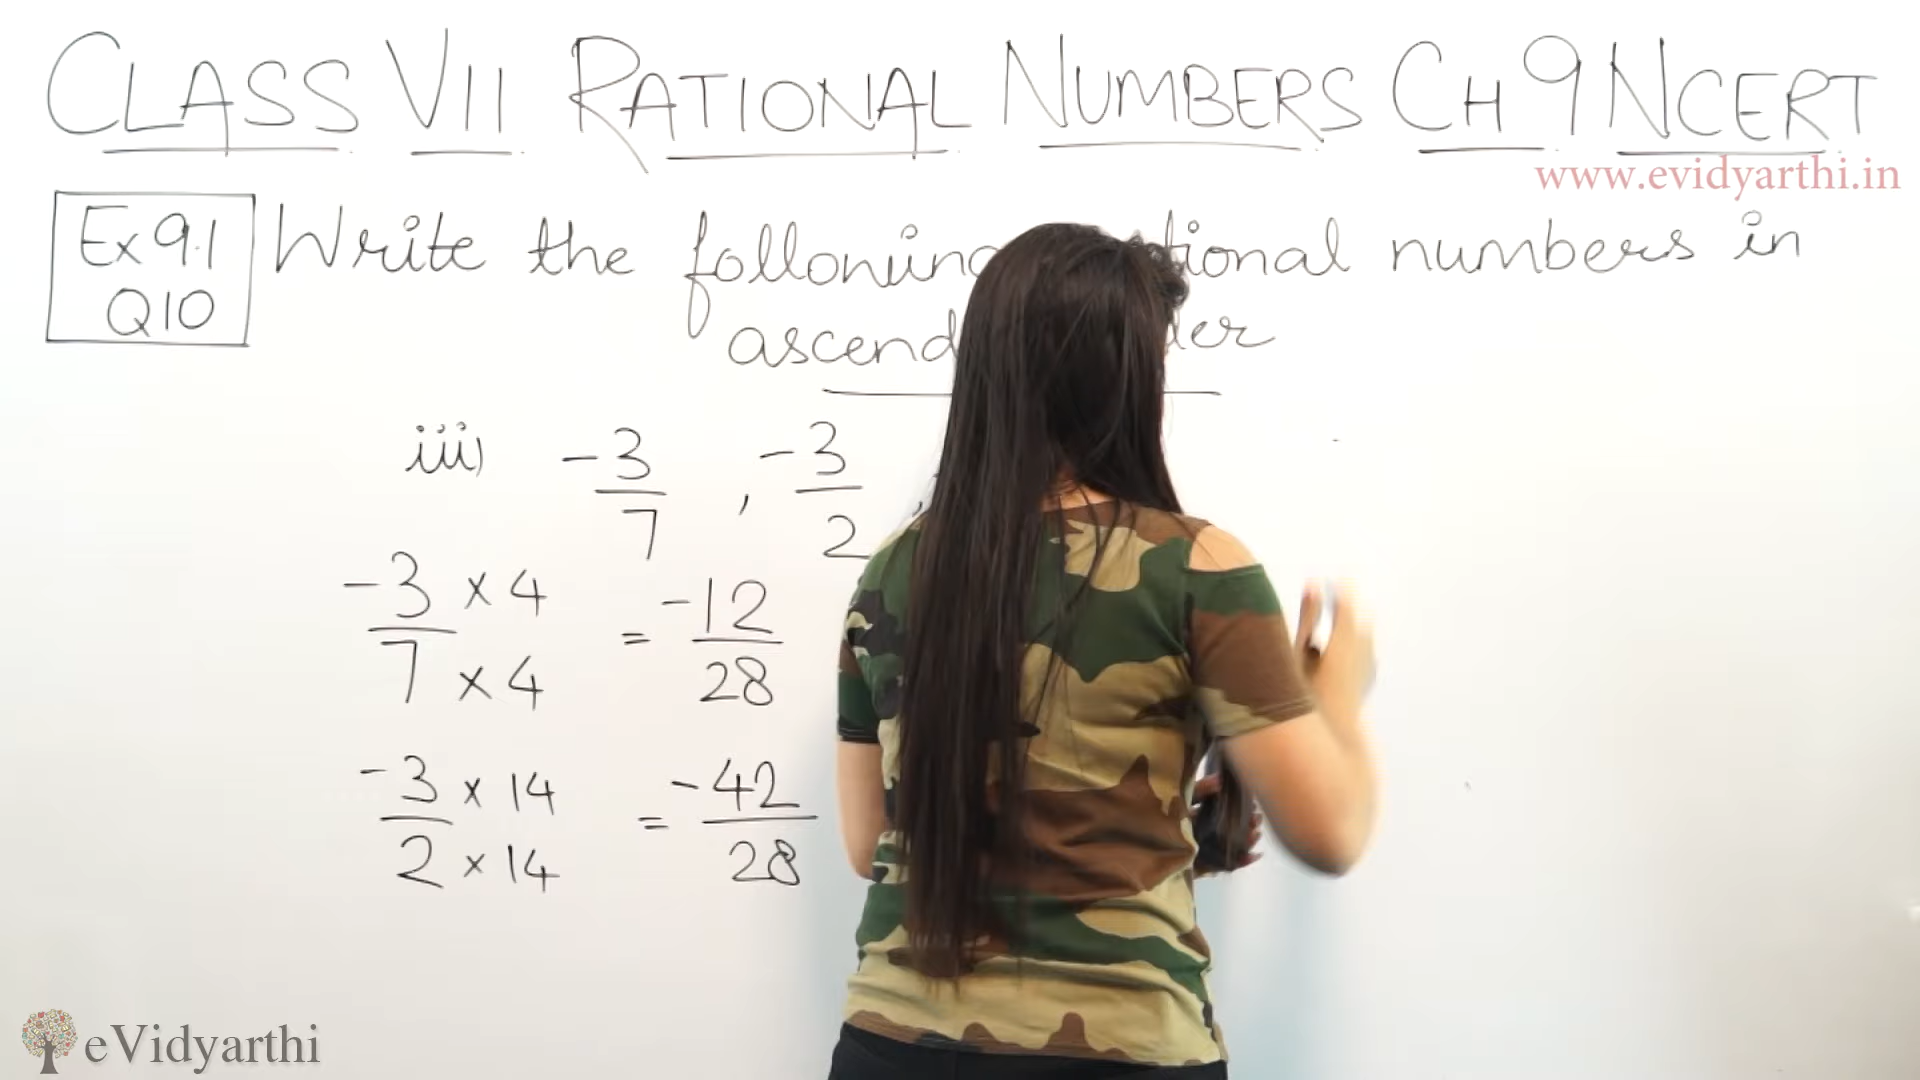 CLASS VII RATIONAL NUMBERS CH 9 NCERT
www.evidyarthi.in
Ex 9.1 Write the following numbers in
Q10
iii) -3/7 , -3/2 ,
-3 × 4 / 7 × 4 = -12/28
-3 × 14 / 2 × 14 = -42/28
eVidyarthi